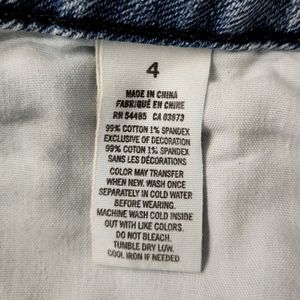 4
MADE IN CHINA
FABRIQUÉ EN CHINE
RN 54485 CA 03873
99% COTTON 1% SPANDEX
EXCLUSIVE OF DECORATION
99% COTON 1% SPANDEX
SANS LES DÉCORATIONS
COLOR MAY TRANSFER
WHEN NEW. WASH ONCE
SEPARATELY IN COLD WATER
BEFORE WEARING.
MACHINE WASH COLD INSIDE
OUT WITH LIKE COLORS.
DO NOT BLEACH.
TUMBLE DRY LOW.
COOL IRON IF NEEDED